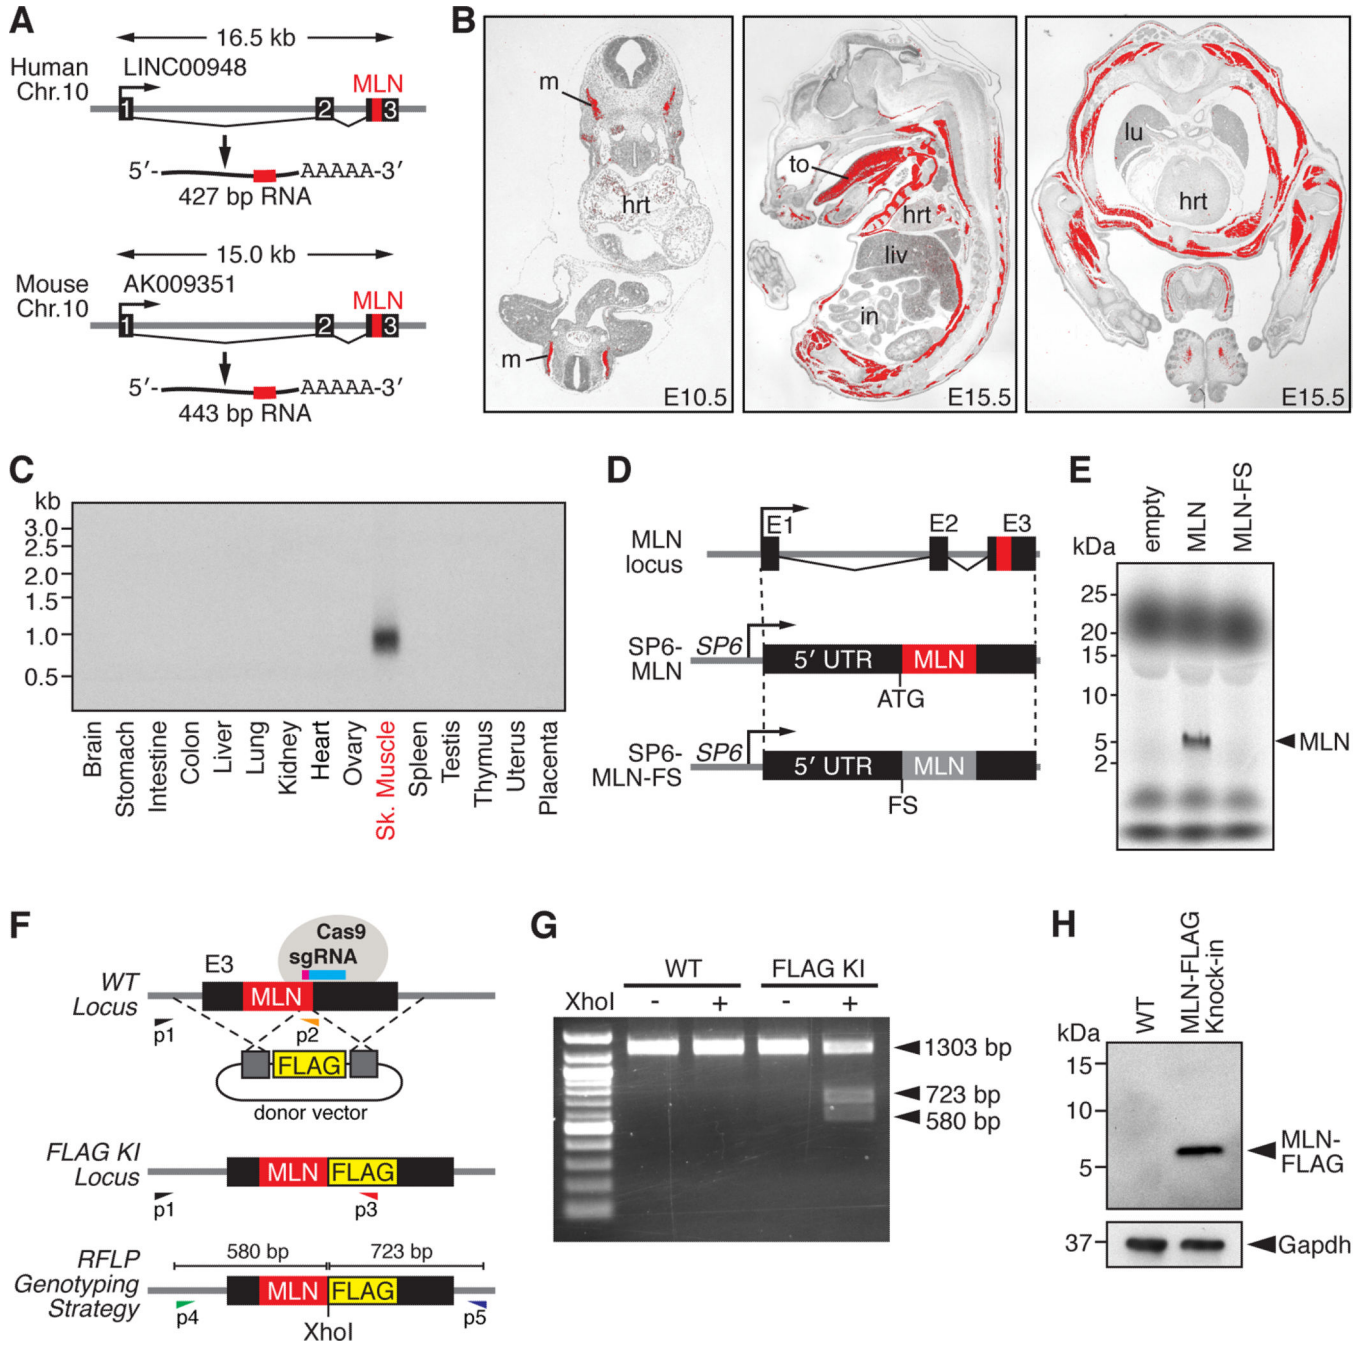 A
16.5 kb
Human
Chr.10
LINC00948
MLN
1
2
3
5′-
AAAAA-3′
427 bp RNA
15.0 kb
Mouse
Chr.10
AK009351
MLN
1
2
3
5′-
AAAAA-3′
443 bp RNA
B
m
hrt
m
E10.5
to
hrt
liv
in
E15.5
lu
hrt
E15.5
C
kb
3.0
2.5
2.0
1.5
1.0
0.5
Brain
Stomach
Intestine
Colon
Liver
Lung
Kidney
Heart
Ovary
Sk. Muscle
Spleen
Testis
Thymus
Uterus
Placenta
D
MLN
locus
E1
E2
E3
SP6-
MLN
SP6
5′ UTR
MLN
ATG
SP6-
MLN-FS
SP6
5′ UTR
MLN
FS
E
empty
MLN
MLN-FS
kDa
25
20
15
10
5
2
MLN
F
WT
Locus
E3
Cas9
sgRNA
MLN
p1
p2
FLAG
donor vector
FLAG KI
Locus
MLN
FLAG
p1
p3
RFLP
Genotyping
Strategy
580 bp
723 bp
MLN
FLAG
p4
p5
XhoI
G
WT
FLAG KI
XhoI
-
+
-
+
1303 bp
723 bp
580 bp
H
WT
MLN-FLAG
Knock-in
kDa
15
10
5
MLN-
FLAG
37
Gapdh